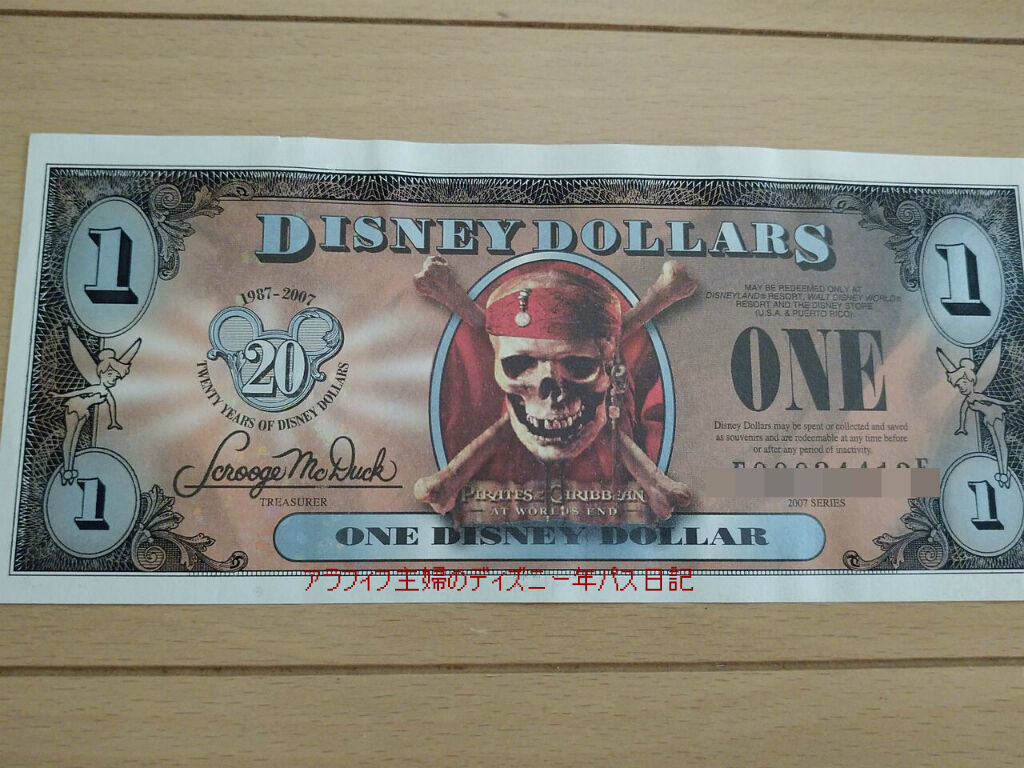 DISNEY DOLLARS
1
1
1987-2007
20
TWENTY YEARS OF DISNEY DOLLARS
MAY BE REDEEMED ONLY AT
DISNEYLAND® RESORT, WALT DISNEY WORLD®
RESORT AND THE DISNEY STORE
(U.S.A. & PUERTO RICO).
ONE
Disney Dollars may be spent or collected and saved
as souvenirs and are redeemable at any time before
or after any period of inactivity.
Scrooge McDuck
TREASURER
PIRATES of the CARIBBEAN
AT WORLD'S END
2007 SERIES
1
1
ONE DISNEY DOLLAR
アラフィフ主婦のディズニー年パス日記